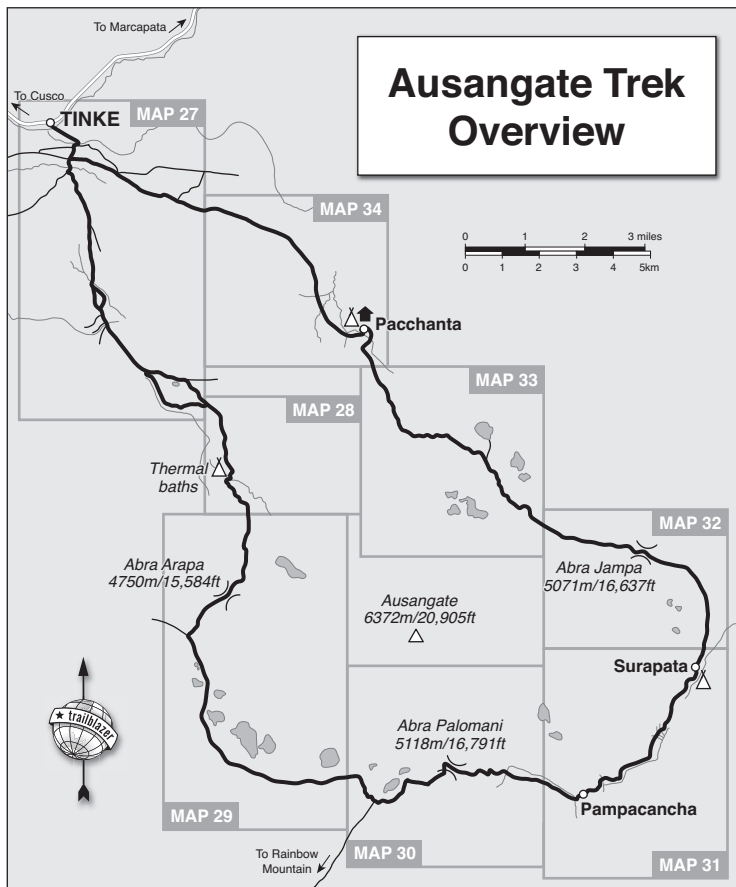 To Marcapata
Ausangate Trek
Overview
To Cusco
MAP 27
TINKE
MAP 34
0 1 2 3 miles
0 1 2 3 4 5km
Pacchanta
MAP 33
MAP 28
Thermal
baths
MAP 32
Abra Arapa
4750m/15,584ft
Abra Jampa
5071m/16,637ft
Ausangate
6372m/20,905ft
Surapata
trailblazer
Abra Palomani
5118m/16,791ft
Pampacancha
MAP 29
To Rainbow
Mountain
MAP 30
MAP 31